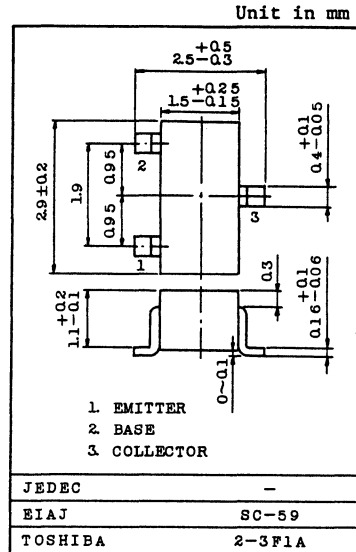 Unit in mm
+0.5
2.5-0.3
+0.25
1.5-0.15
2.9±0.2
1.9
0.95
0.95
2
1
3
+0.1
0.4-0.05
+0.2
1.1-0.1
0.3
+0.1
0.16-0.06
0~0.1
1. EMITTER
2. BASE
3. COLLECTOR
JEDEC —
EIAJ SC-59
TOSHIBA 2-3F1A